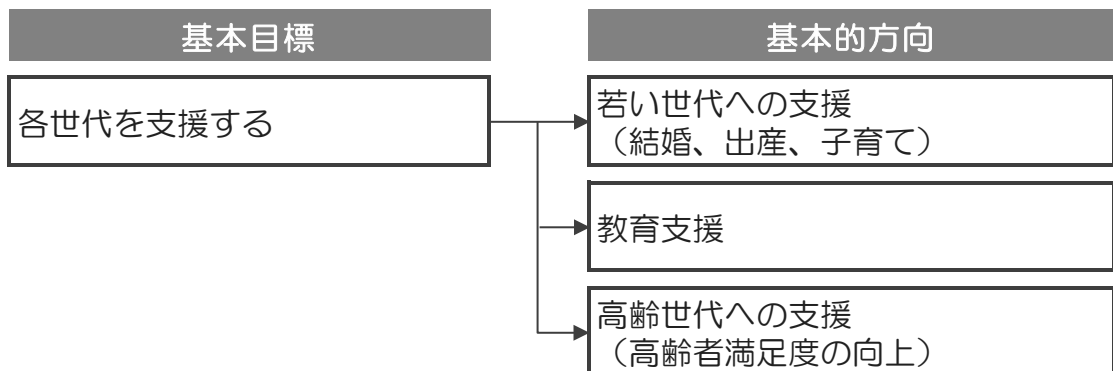 基本目標
基本的方向
各世代を支援する
若い世代への支援
（結婚、出産、子育て）
教育支援
高齢世代への支援
（高齢者満足度の向上）